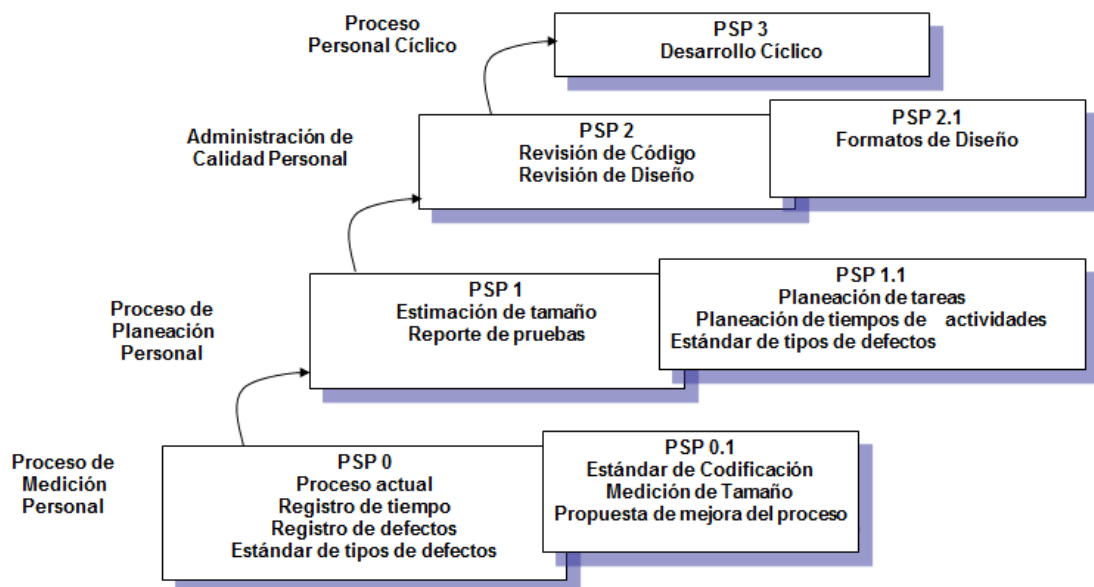 Proceso
Personal Cíclico
PSP 3
Desarrollo Cíclico
Administración de
Calidad Personal
PSP 2
Revisión de Código
Revisión de Diseño
PSP 2.1
Formatos de Diseño
Proceso de
Planeación
Personal
PSP 1
Estimación de tamaño
Reporte de pruebas
PSP 1.1
Planeación de tareas
Planeación de tiempos de actividades
Estándar de tipos de defectos
Proceso de
Medición
Personal
PSP 0
Proceso actual
Registro de tiempo
Registro de defectos
Estándar de tipos de defectos
PSP 0.1
Estándar de Codificación
Medición de Tamaño
Propuesta de mejora del proceso